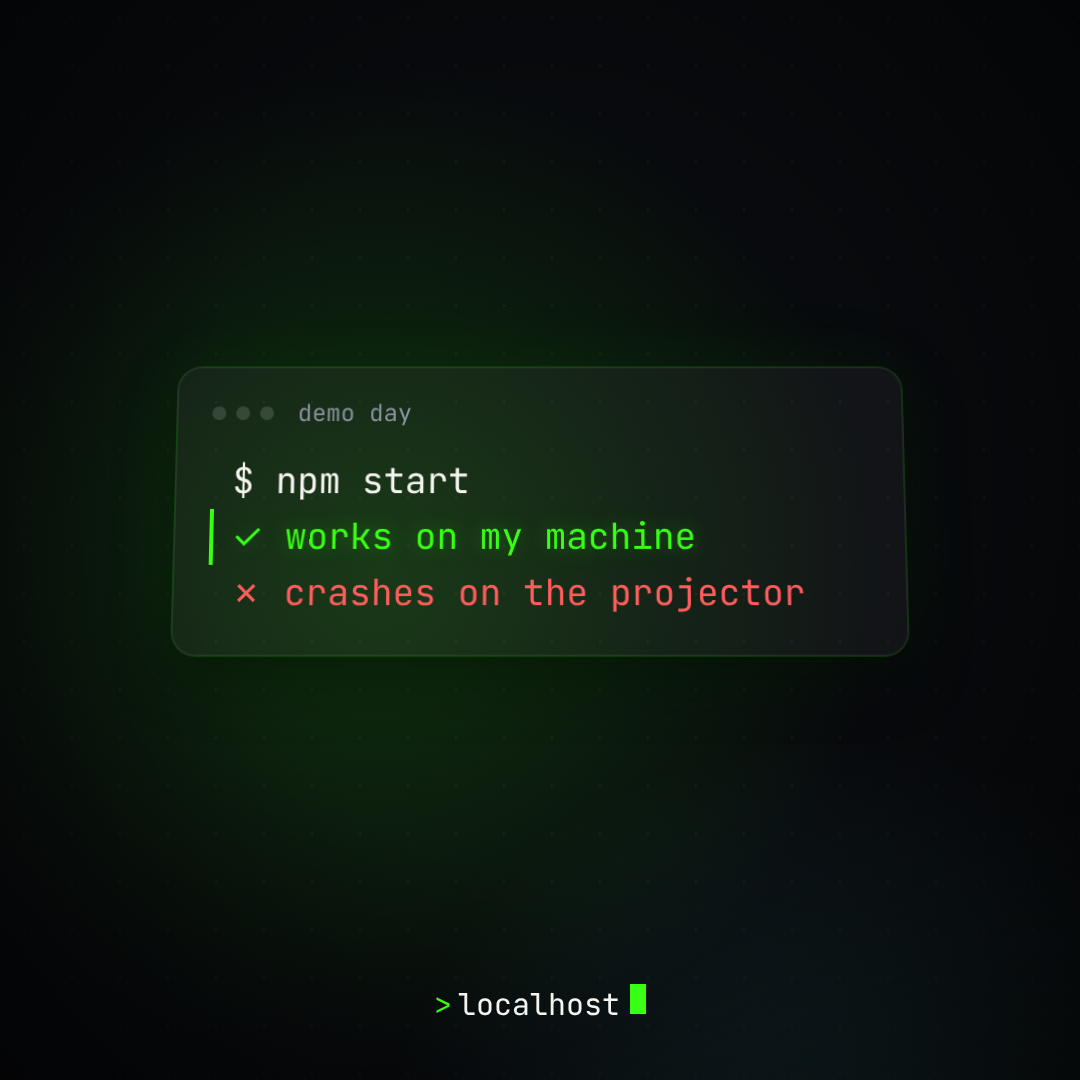 demo day
$ npm start
✓ works on my machine
✕ crashes on the projector
>localhost